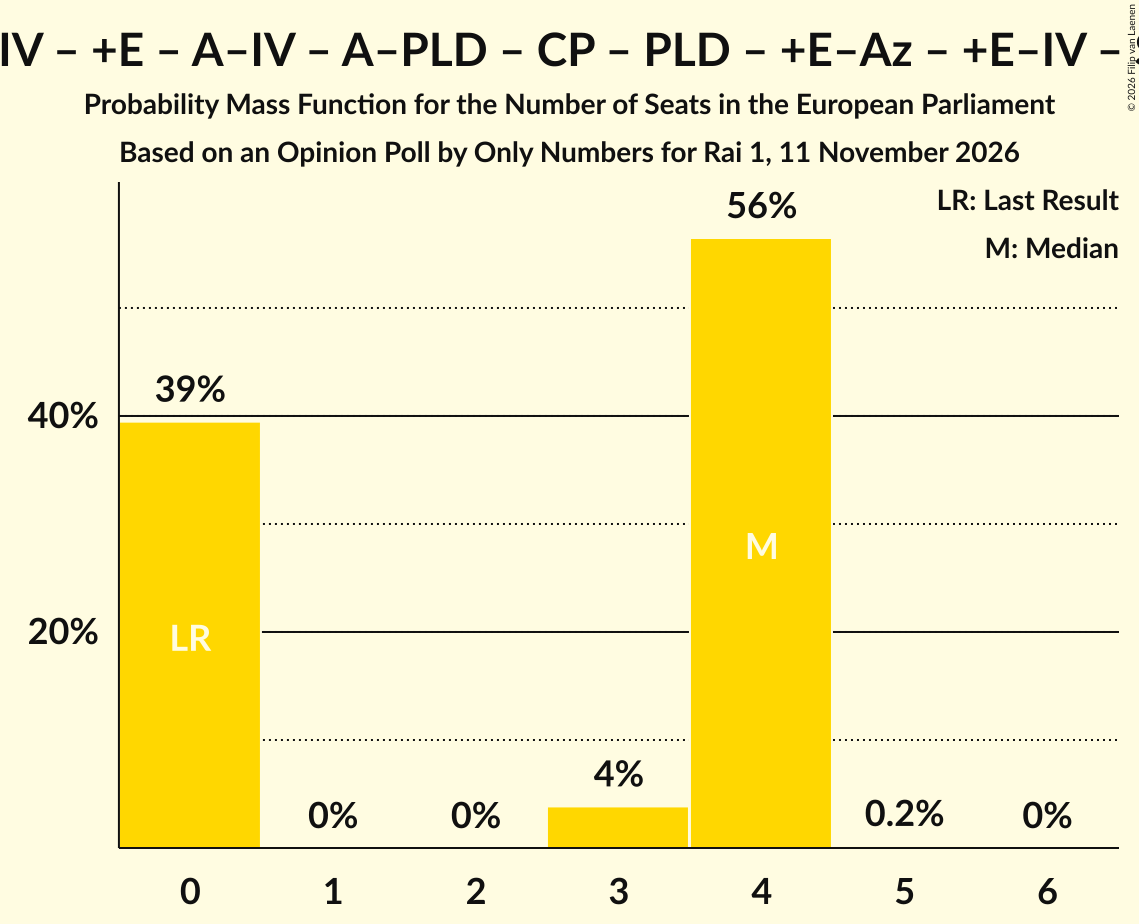 IV – +E – A–IV – A–PLD – CP – PLD – +E–Az – +E–IV –
© 2026 Filip van Laenen
Probability Mass Function for the Number of Seats in the European Parliament
Based on an Opinion Poll by Only Numbers for Rai 1, 11 November 2026
LR: Last Result
M: Median
56%
39%
40%
M
20%
LR
4%
0%
0%
0.2%
0%
0 1 2 3 4 5 6